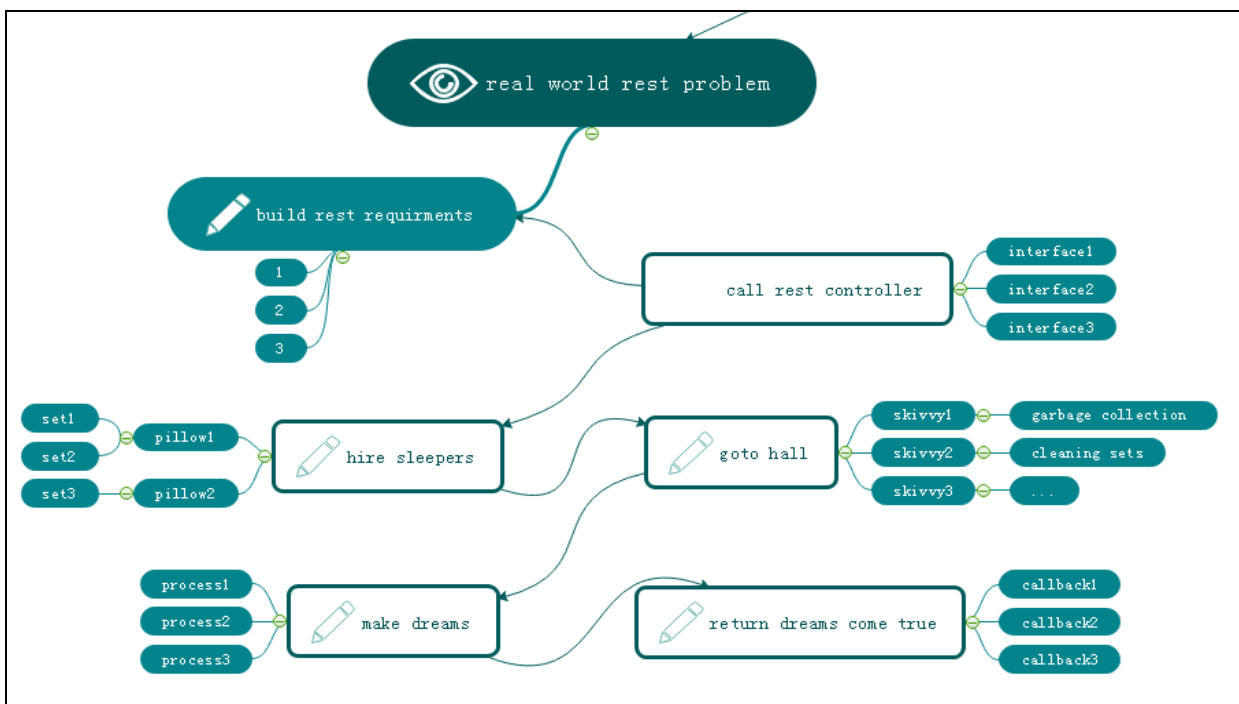 real world rest problem
build rest requirments
1
2
3
call rest controller
interface1
interface2
interface3
set1
set2
set3
pillow1
pillow2
hire sleepers
goto hall
skivvy1
garbage collection
skivvy2
cleaning sets
skivvy3
...
process1
process2
process3
make dreams
return dreams come true
callback1
callback2
callback3